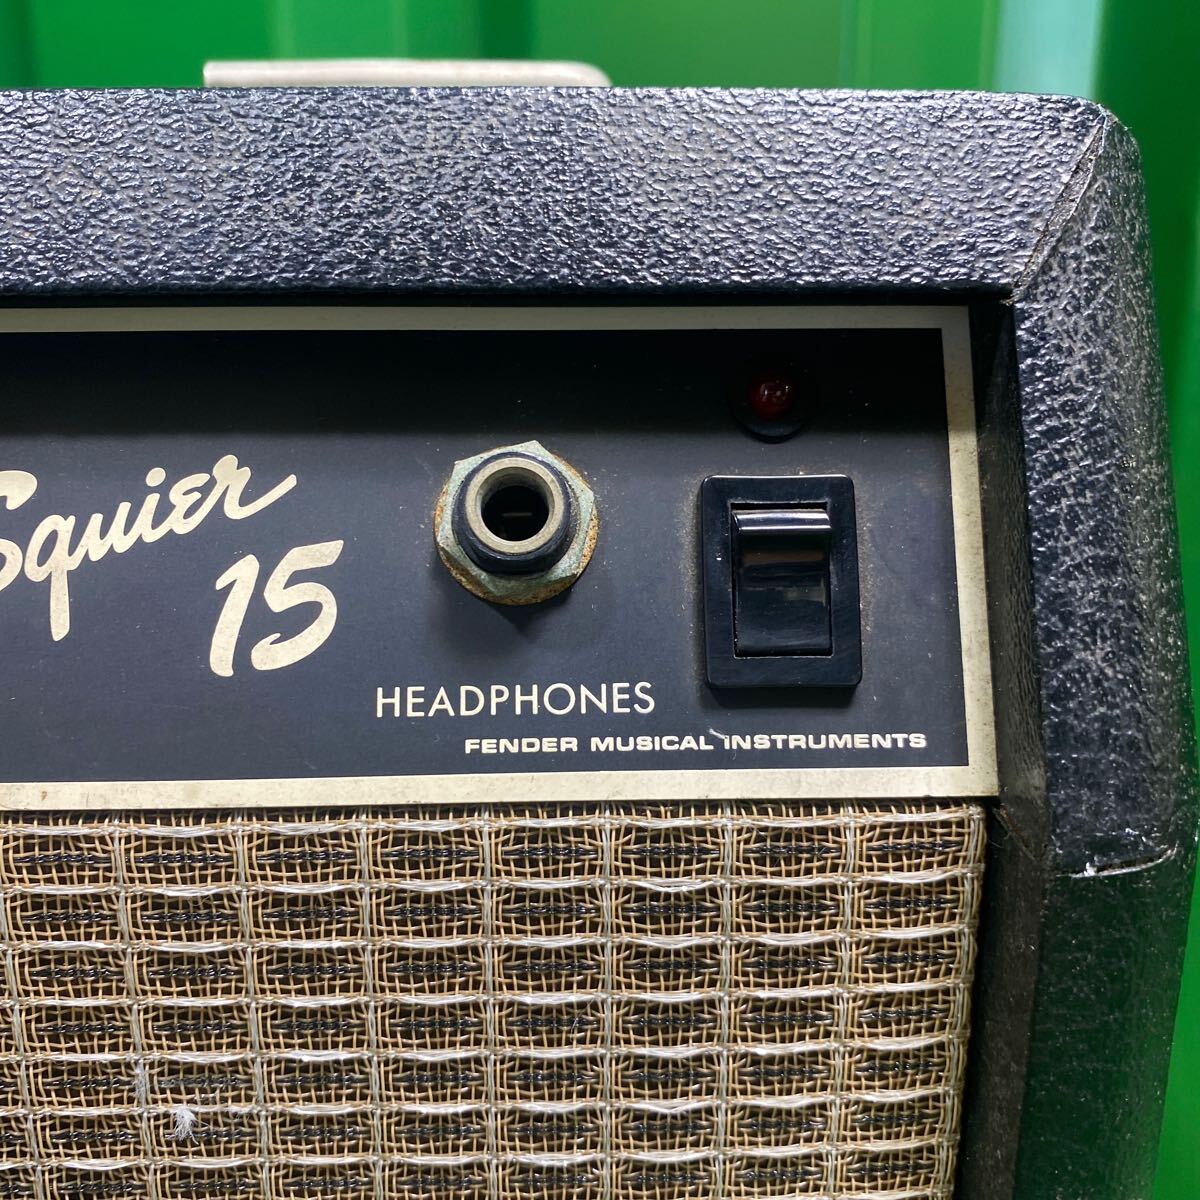 Squier
15
HEADPHONES
FENDER MUSICAL INSTRUMENTS